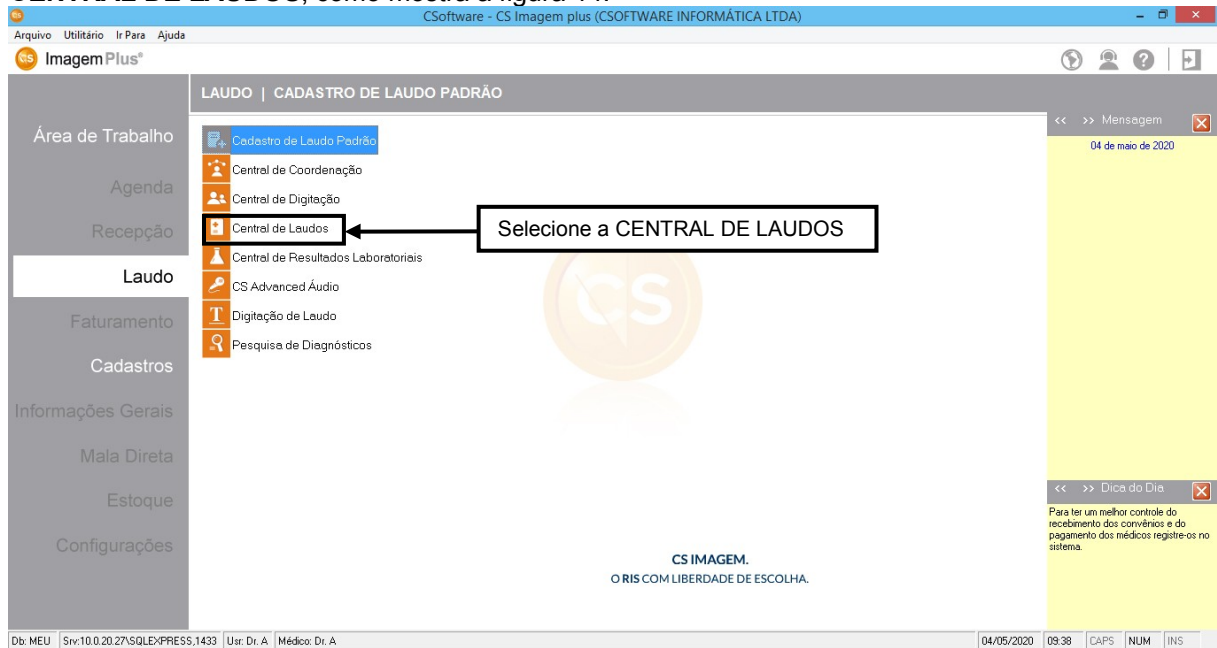 CSoftware - CS Imagem plus (CSOFTWARE INFORMÁTICA LTDA)
Arquivo Utilitário Ir Para Ajuda
CS ImagemPlus®
LAUDO | CADASTRO DE LAUDO PADRÃO
Área de Trabalho
Agenda
Recepção
Laudo
Faturamento
Cadastros
Informações Gerais
Mala Direta
Estoque
Configurações
Cadastro de Laudo Padrão
Central de Coordenação
Central de Digitação
Central de Laudos
Central de Resultados Laboratoriais
CS Advanced Áudio
Digitação de Laudo
Pesquisa de Diagnósticos
Selecione a CENTRAL DE LAUDOS
CS
CS IMAGEM.
O RIS COM LIBERDADE DE ESCOLHA.
<< >> Mensagem
04 de maio de 2020
<< >> Dica do Dia
Para ter um melhor controle do
recebimento dos convênios e do
pagamento dos médicos registre-os no
sistema.
Db: MEU Srv:10.0.20.27\SQLEXPRESS,1433 Usr: Dr. A Médico: Dr. A 04/05/2020 09:38 CAPS NUM INS